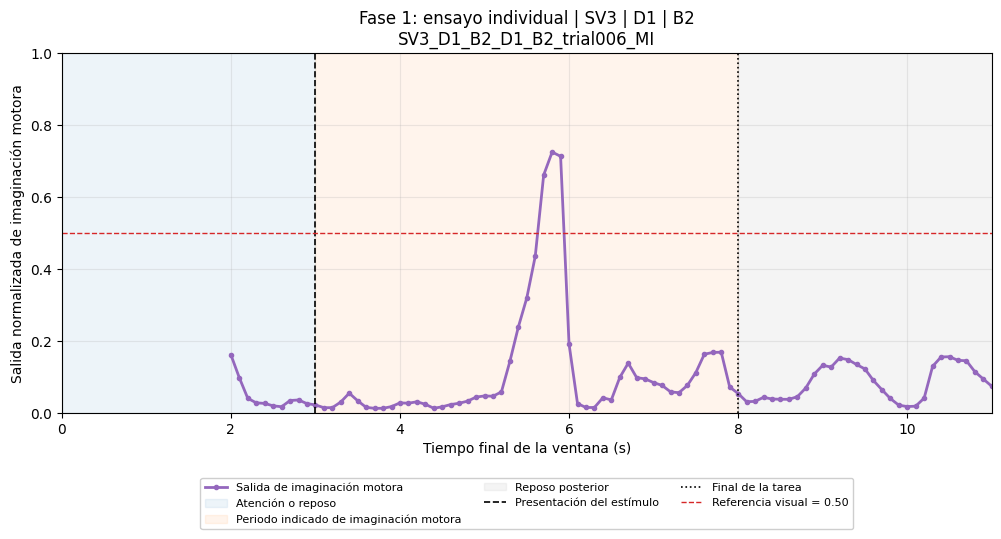 Fase 1: ensayo individual | SV3 | D1 | B2
SV3_D1_B2_D1_B2_trial006_MI
Salida normalizada de imaginación motora
1.0
0.8
0.6
0.4
0.2
0.0
0
2
4
6
8
10
Tiempo final de la ventana (s)
Salida de imaginación motora
Atención o reposo
Periodo indicado de imaginación motora
Reposo posterior
Presentación del estímulo
Final de la tarea
Referencia visual = 0.50